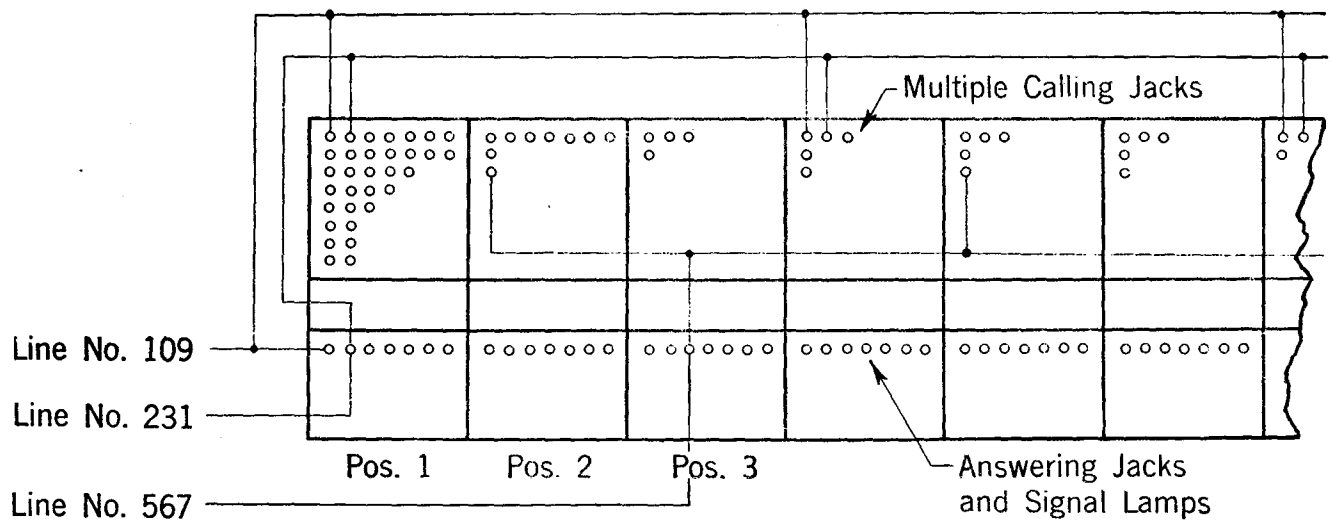 Multiple Calling Jacks
Line No. 109
Line No. 231
Pos. 1 Pos. 2 Pos. 3
Answering Jacks
and Signal Lamps
Line No. 567